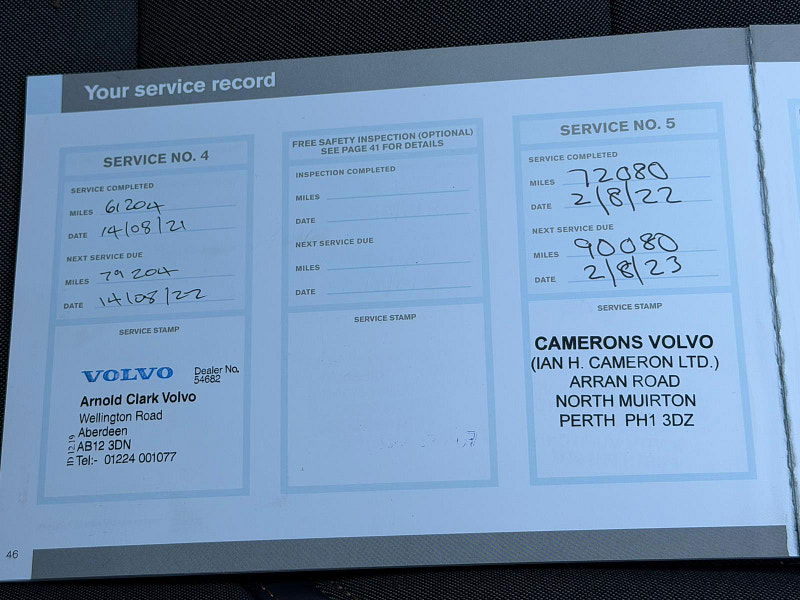 Your service record
SERVICE NO. 4
SERVICE COMPLETED
MILES 61204
DATE 14/08/21
NEXT SERVICE DUE
MILES 79204
DATE 14/08/22
SERVICE STAMP
VOLVO
Dealer No.
54682
Arnold Clark Volvo
Wellington Road
Aberdeen
AB12 3DN
Tel:- 01224 001077
ID 12.19
FREE SAFETY INSPECTION (OPTIONAL)
SEE PAGE 41 FOR DETAILS
INSPECTION COMPLETED
MILES
DATE
NEXT SERVICE DUE
MILES
DATE
SERVICE STAMP
SERVICE NO. 5
SERVICE COMPLETED
MILES 72080
DATE 2/8/22
NEXT SERVICE DUE
MILES 90080
DATE 2/8/23
SERVICE STAMP
CAMERONS VOLVO
(IAN H. CAMERON LTD.)
ARRAN ROAD
NORTH MUIRTON
PERTH PH1 3DZ
46